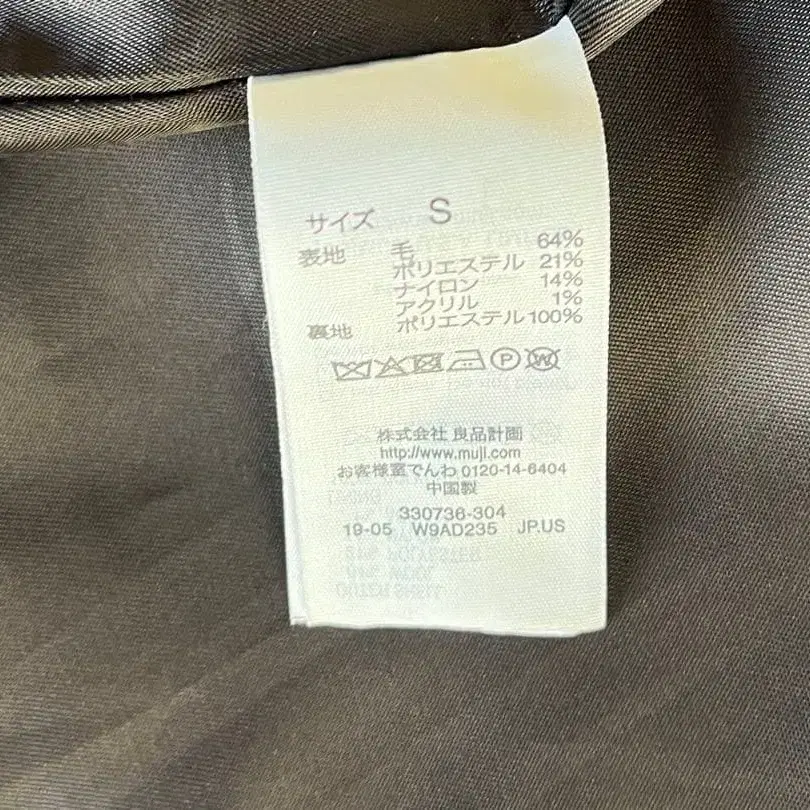 サイズ S
表地 毛 64%
ポリエステル 21%
ナイロン 14%
アクリル 1%
裏地 ポリエステル 100%
P W
株式会社 良品計画
http://www.muji.com
お客様室でんわ 0120-14-6404
中国製
330736-304
19-05 W9AD235 JP.US